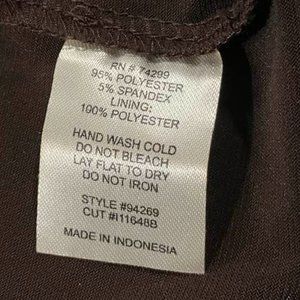 RN # 74299
95% POLYESTER
5% SPANDEX
LINING:
100% POLYESTER
HAND WASH COLD
DO NOT BLEACH
LAY FLAT TO DRY
DO NOT IRON
STYLE #94269
CUT #I11648B
MADE IN INDONESIA